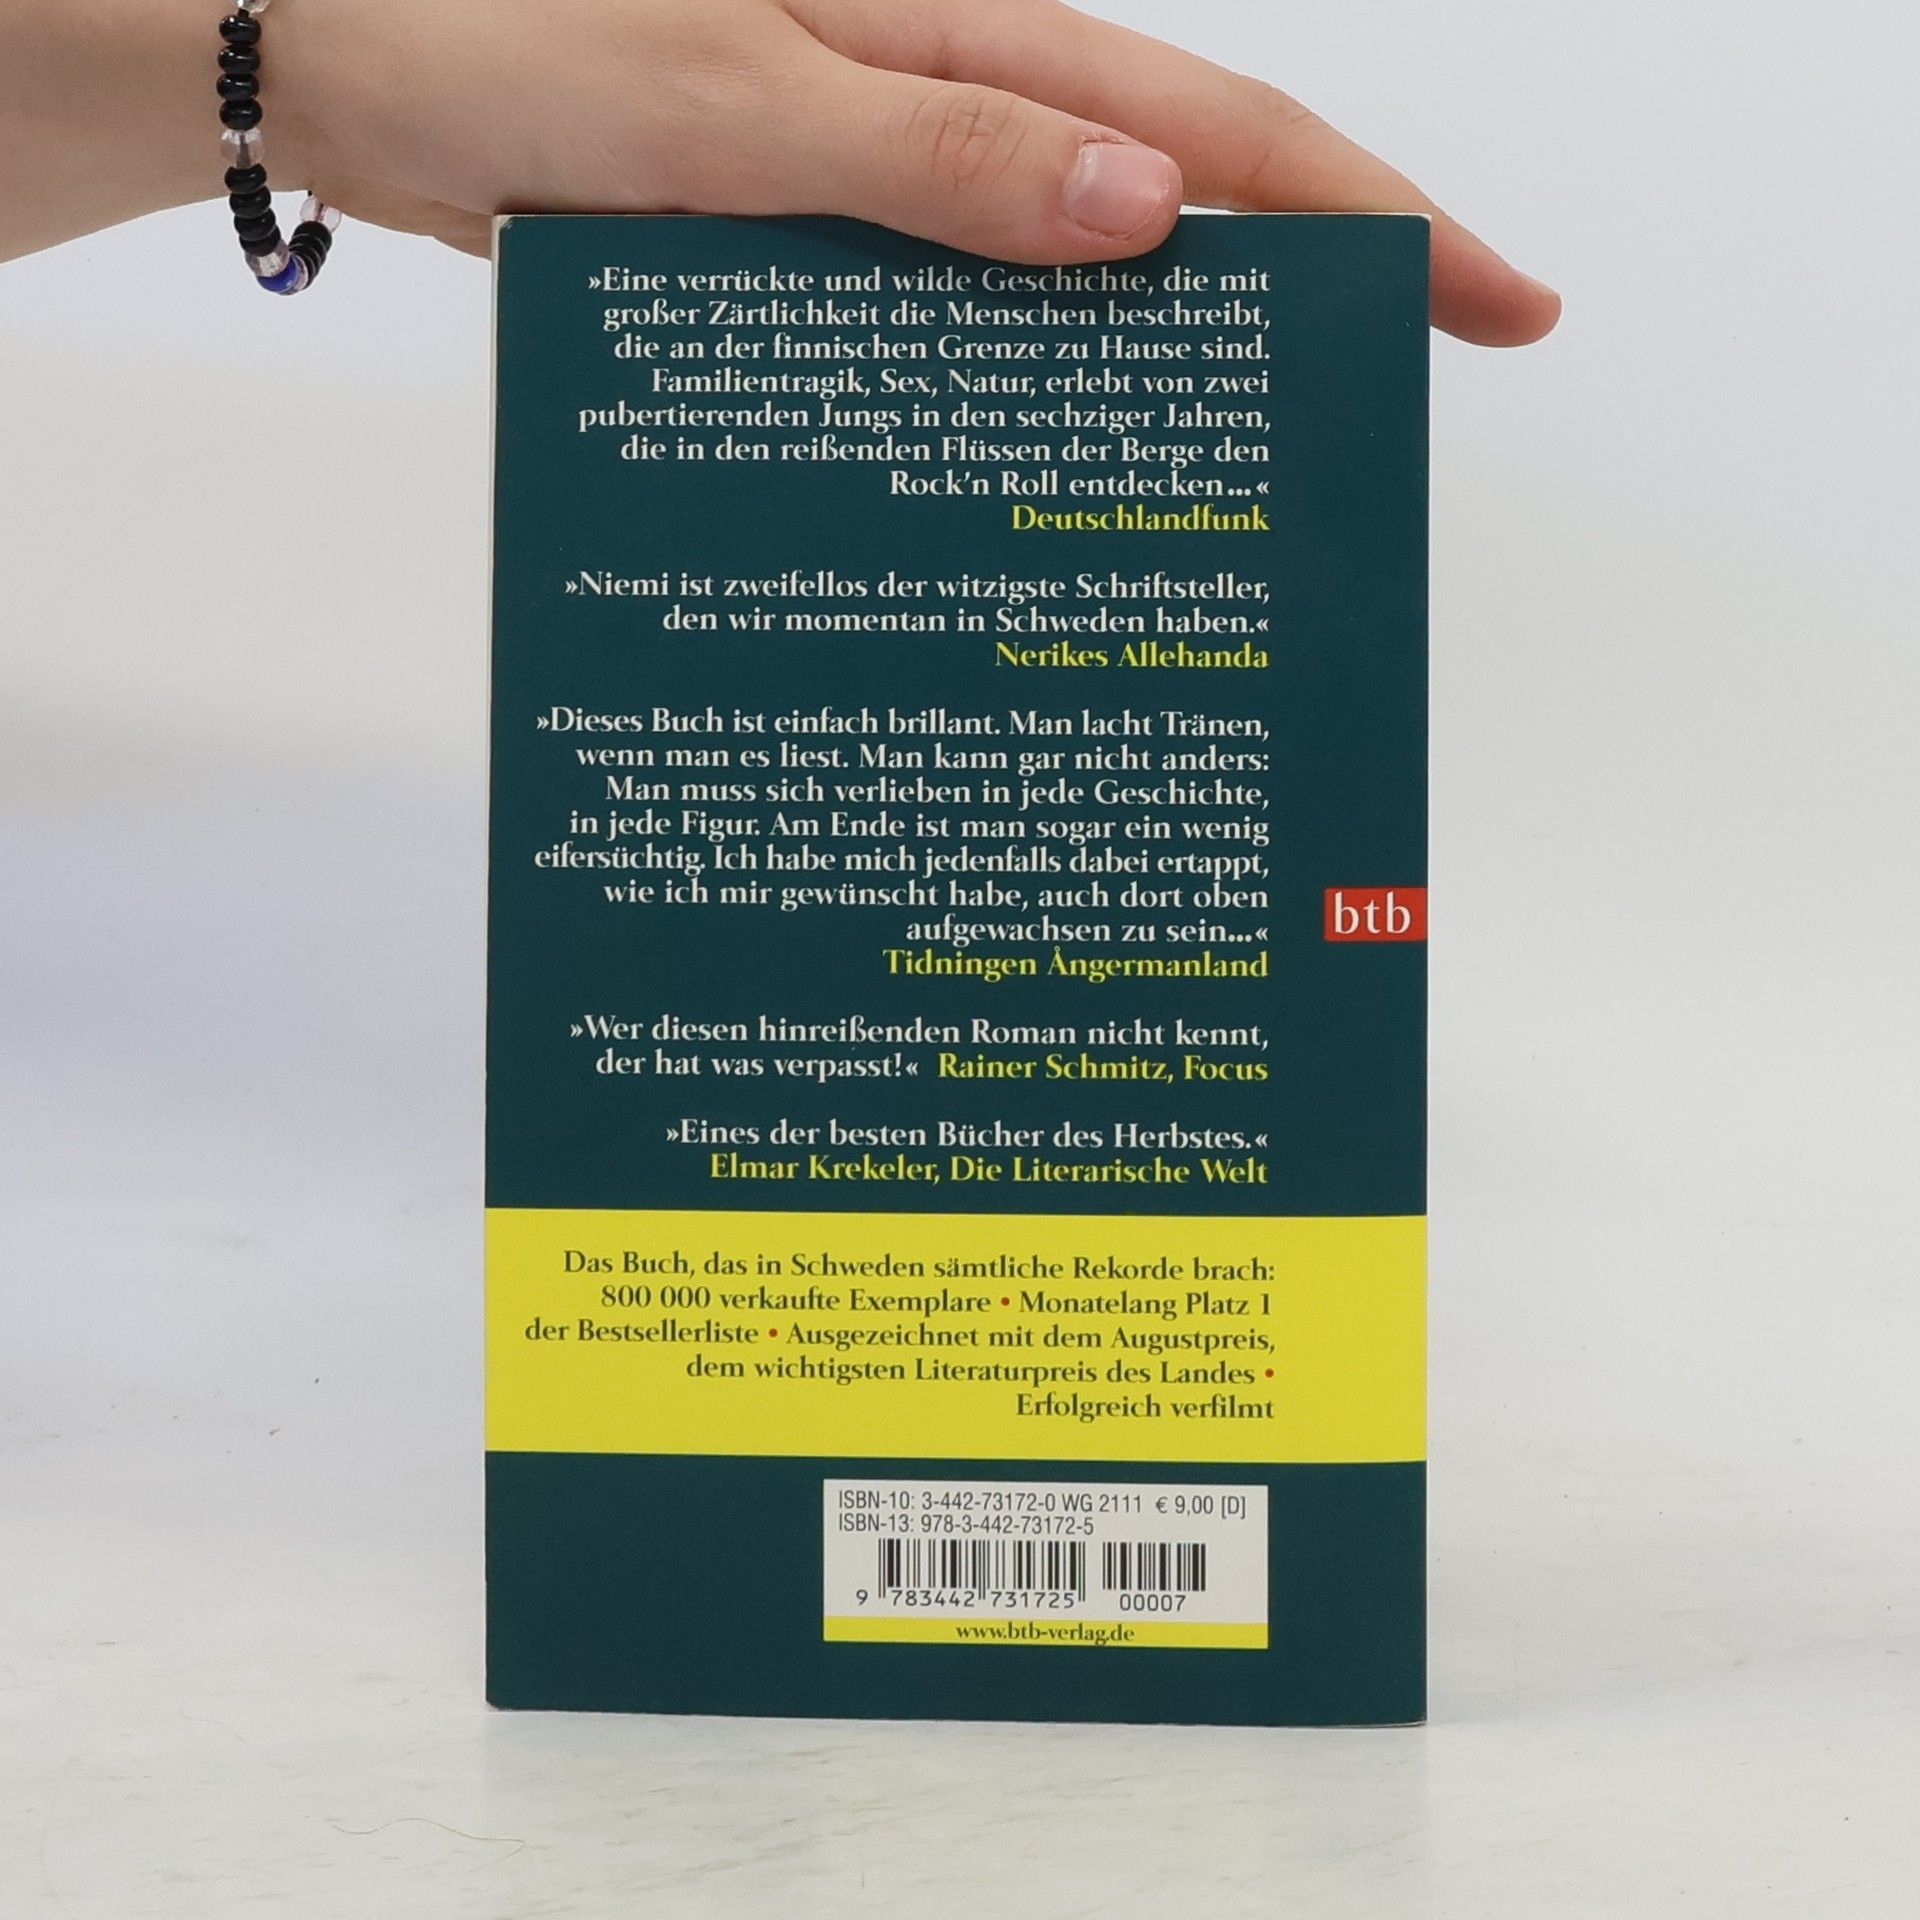 »Eine verrückte und wilde Geschichte, die mit
großer Zärtlichkeit die Menschen beschreibt,
die an der finnischen Grenze zu Hause sind.
Familientragik, Sex, Natur, erlebt von zwei
pubertierenden Jungs in den sechziger Jahren,
die in den reißenden Flüssen der Berge den
Rock'n Roll entdecken...«
Deutschlandfunk
»Niemi ist zweifellos der witzigste Schriftsteller,
den wir momentan in Schweden haben.«
Nerikes Allehanda
»Dieses Buch ist einfach brillant. Man lacht Tränen,
wenn man es liest. Man kann gar nicht anders:
Man muss sich verlieben in jede Geschichte,
in jede Figur. Am Ende ist man sogar ein wenig
eifersüchtig. Ich habe mich jedenfalls dabei ertappt,
wie ich mir gewünscht habe, auch dort oben
aufgewachsen zu sein...«
Tidningen Ångermanland
btb
»Wer diesen hinreißenden Roman nicht kennt,
der hat was verpasst!« Rainer Schmitz, Focus
»Eines der besten Bücher des Herbstes.«
Elmar Krekeler, Die Literarische Welt
Das Buch, das in Schweden sämtliche Rekorde brach:
800 000 verkaufte Exemplare • Monatelang Platz 1
der Bestsellerliste • Ausgezeichnet mit dem Augustpreis,
dem wichtigsten Literaturpreis des Landes •
Erfolgreich verfilmt
ISBN-10: 3-442-73172-0 WG 2111 € 9,00 [D]
ISBN-13: 978-3-442-73172-5
9 783442 731725 00007
www.btb-verlag.de